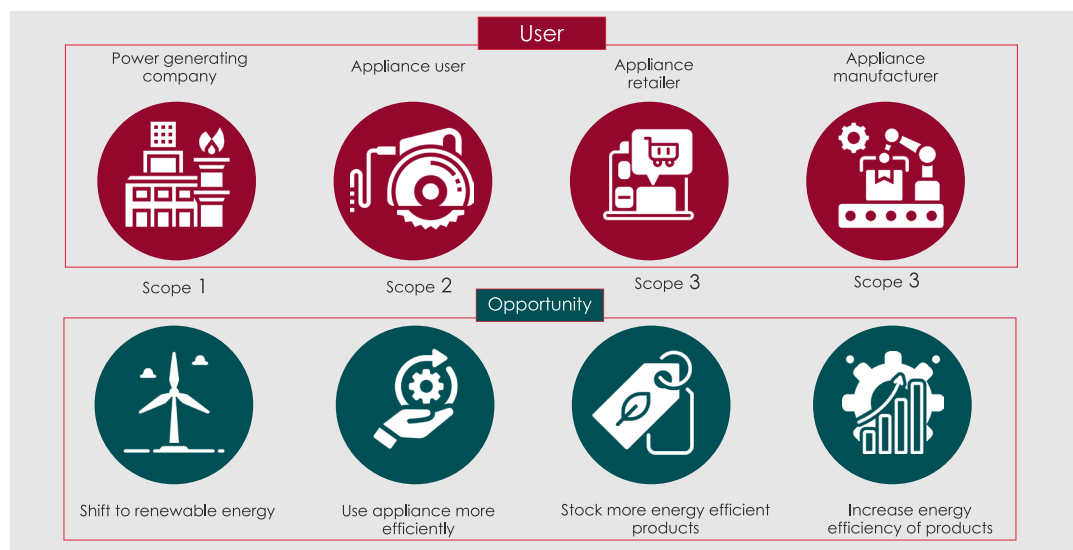 User
Power generating
company
Appliance user
Appliance
retailer
Appliance
manufacturer
Scope 1
Scope 2
Scope 3
Scope 3
Opportunity
Shift to renewable energy
Use appliance more
efficiently
Stock more energy efficient
products
Increase energy
efficiency of products